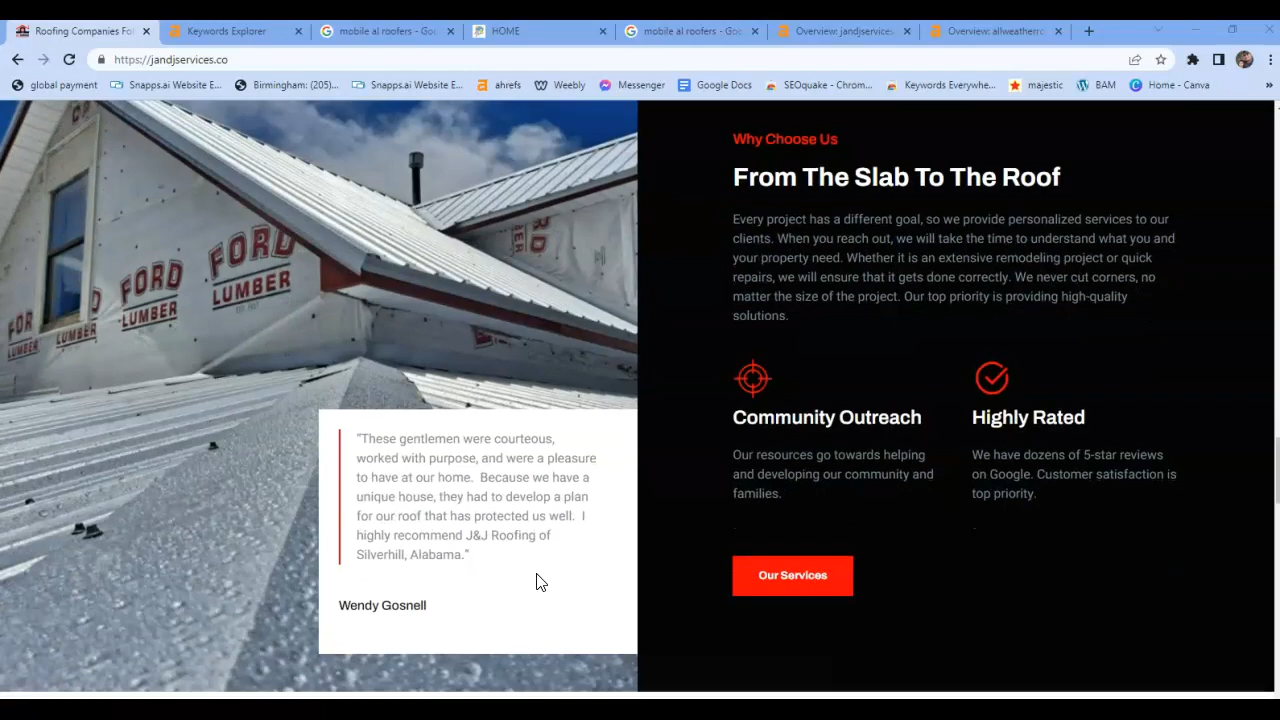 Roofing Companies Fo
Keywords Explorer
mobile al roofers - Goo
HOME
mobile al roofers - Goo
Overview: jandjservices.
Overview: allweatherro
https://jandjservices.co
global payment
Snapps.ai Website E...
Birmingham: (205)...
Snapps.ai Website E...
ahrefs
Weebly
Messenger
Google Docs
SEOquake - Chrom...
Keywords Everywhe...
majestic
BAM
Home - Canva
FORD
LUMBER
FORD
LUMBER
LUMBER
LUMBER
Why Choose Us
From The Slab To The Roof
Every project has a different goal, so we provide personalized services to our
clients. When you reach out, we will take the time to understand what you and
your property need. Whether it is an extensive remodeling project or quick
repairs, we will ensure that it gets done correctly. We never cut corners, no
matter the size of the project. Our top priority is providing high-quality
solutions.
Community Outreach
Our resources go towards helping
and developing our community and
families.
Highly Rated
We have dozens of 5-star reviews
on Google. Customer satisfaction is
top priority.
Our Services
"These gentlemen were courteous,
worked with purpose, and were a pleasure
to have at our home. Because we have a
unique house, they had to develop a plan
for our roof that has protected us well. I
highly recommend J&J Roofing of
Silverhill, Alabama."
Wendy Gosnell